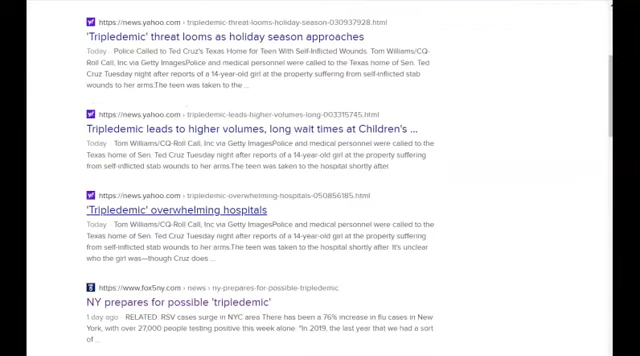 https://news.yahoo.com › tripledemic-threat-looms-holiday-season-030937928.html
'Tripledemic' threat looms as holiday season approaches
Today Police Called to Ted Cruz's Texas Home for Teen With Self-Inflicted Wounds. Tom Williams/CQ-
Roll Call, Inc via Getty ImagesPolice and medical personnel were called to the Texas home of Sen. Ted
Cruz Tuesday night after reports of a 14-year-old girl at the property suffering from self-inflicted stab
wounds to her arms.The teen was taken to the ...
https://news.yahoo.com › tripledemic-leads-higher-volumes-long-003315745.html
Tripledemic leads to higher volumes, long wait times at Children's ...
Today Tom Williams/CQ-Roll Call, Inc via Getty ImagesPolice and medical personnel were called to the
Texas home of Sen. Ted Cruz Tuesday night after reports of a 14-year-old girl at the property suffering
from self-inflicted stab wounds to her arms.The teen was taken to the hospital shortly after.
https://news.yahoo.com › tripledemic-overwhelming-hospitals-050856185.html
'Tripledemic' overwhelming hospitals
Today Tom Williams/CQ-Roll Call, Inc via Getty ImagesPolice and medical personnel were called to the
Texas home of Sen. Ted Cruz Tuesday night after reports of a 14-year-old girl at the property suffering
from self-inflicted stab wounds to her arms.The teen was taken to the hospital shortly after. It's unclear
who the girl was—though Cruz does ...
https://www.fox5ny.com › news › ny-prepares-for-possible-tripledemic
NY prepares for possible 'tripledemic'
1 day ago RELATED: RSV cases surge in NYC area There has been a 76% increase in flu cases in New
York, with over 27,000 people testing positive this week alone. "In 2019, the last year that we had a sort
of ...